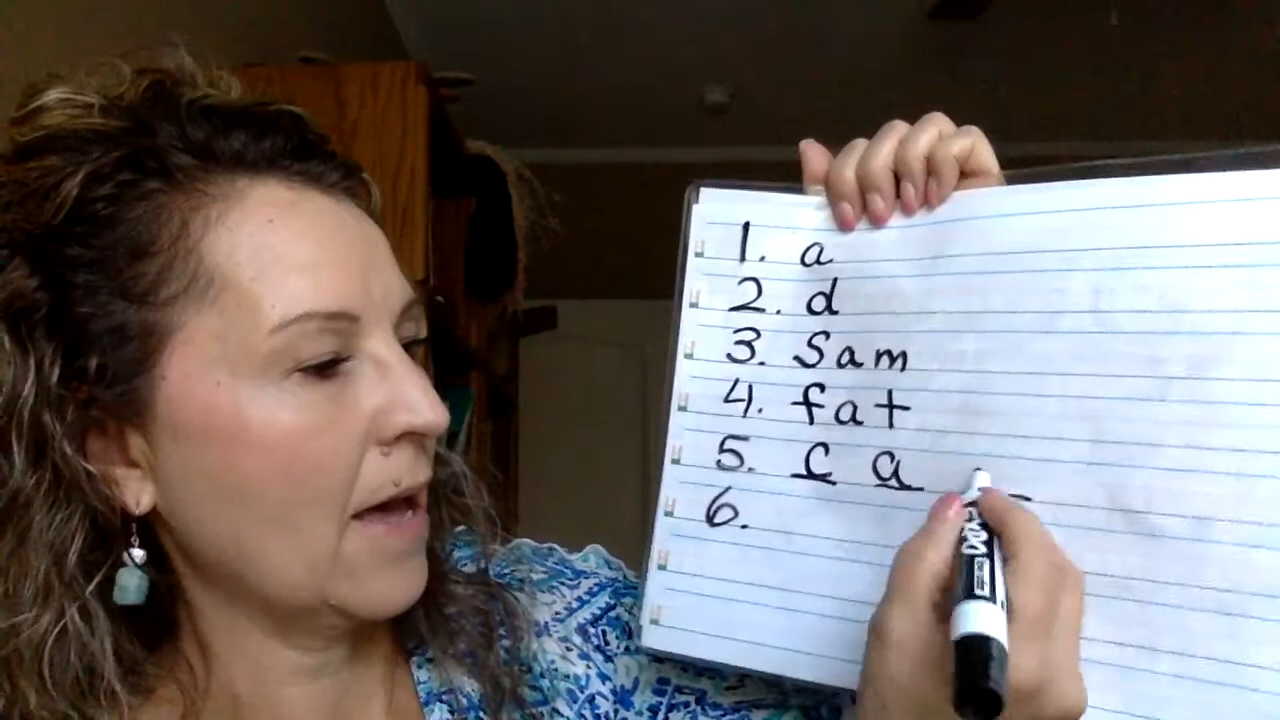 1. a
2. d
3. Sam
4. fat
5. c a
6.